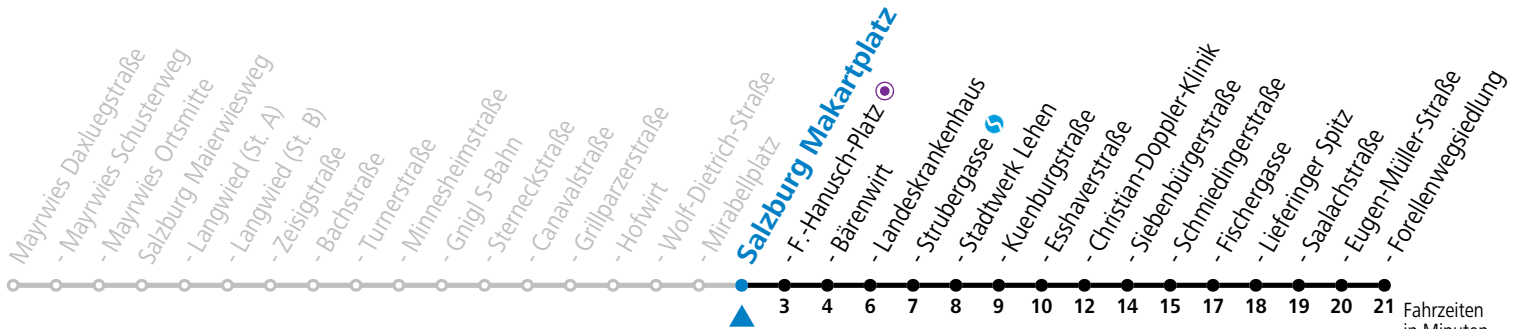 Mayrwies Daxluegstraße
- Mayrwies Schusterweg
- Mayrwies Ortsmitte
Salzburg Maierwiesweg
- Langwied (St. A)
- Langwied (St. B)
- Zeisigstraße
- Bachstraße
- Turnerstraße
- Minnesheimstraße
- Gnigl S-Bahn
- Sterneckstraße
- Canavalstraße
- Grillparzerstraße
- Hofwirt
- Wolf-Dietrich-Straße
- Mirabellplatz
Salzburg Makartplatz
- F.-Hanusch-Platz
- Bärenwirt
- Landeskrankenhaus
- Strubergasse
- Stadtwerk Lehen
- Kuenburgstraße
- Esshaverstraße
- Christian-Doppler-Klinik
- Siebenbürgerstraße
- Schmiedingerstraße
- Fischergasse
- Lieferinger Spitz
- Saalachstraße
- Eugen-Müller-Straße
- Forellenwegsiedlung
3 4 6 7 8 9 10 12 14 15 17 18 19 20 21 Fahrzeiten
in Minuten